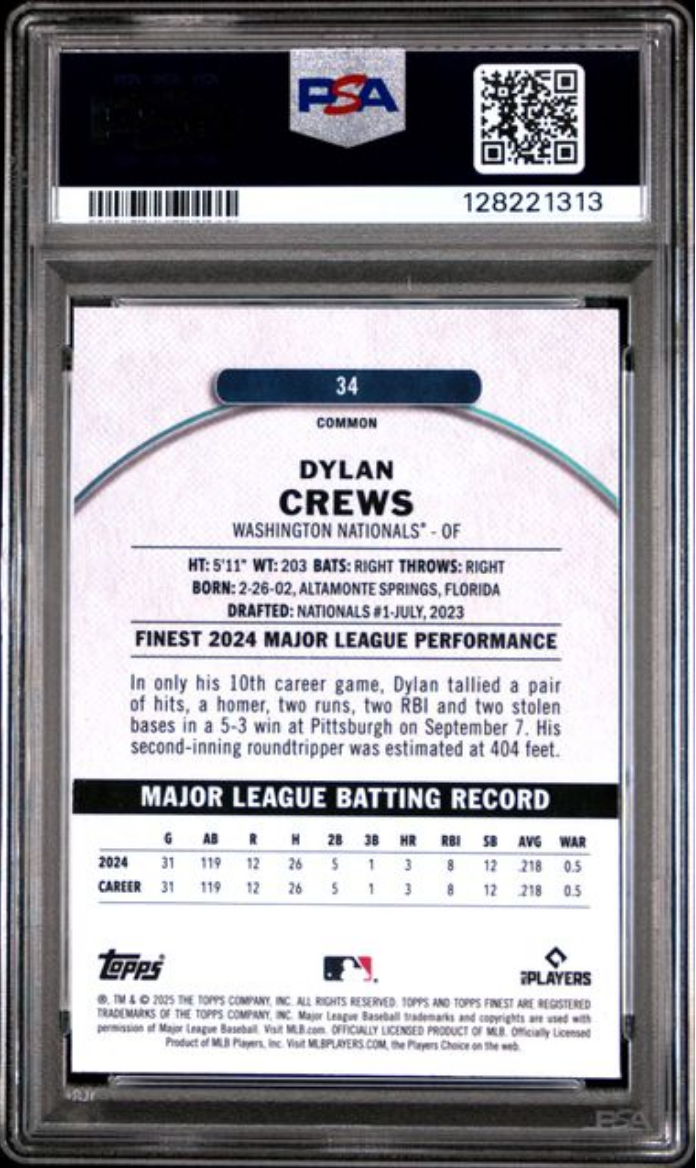 PSA
128221313
34
COMMON
DYLAN
CREWS
WASHINGTON NATIONALS® - OF
HT: 5'11" WT: 203 BATS: RIGHT THROWS: RIGHT
BORN: 2-26-02, ALTAMONTE SPRINGS, FLORIDA
DRAFTED: NATIONALS #1-JULY, 2023
FINEST 2024 MAJOR LEAGUE PERFORMANCE
In only his 10th career game, Dylan tallied a pair
of hits, a homer, two runs, two RBI and two stolen
bases in a 5-3 win at Pittsburgh on September 7. His
second-inning roundtripper was estimated at 404 feet.
MAJOR LEAGUE BATTING RECORD
G AB R H 2B 3B HR RBI SB AVG WAR
2024 31 119 12 26 5 1 3 8 12 .218 0.5
CAREER 31 119 12 26 5 1 3 8 12 .218 0.5
Topps®
PLAYERS
®, TM & © 2025 THE TOPPS COMPANY, INC. ALL RIGHTS RESERVED. TOPPS AND TOPPS FINEST ARE REGISTERED
TRADEMARKS OF THE TOPPS COMPANY, INC. Major League Baseball trademarks and copyrights are used with
permission of Major League Baseball. Visit MLB.com. OFFICIALLY LICENSED PRODUCT OF MLB. Officially Licensed
Product of MLB Players, Inc. Visit MLBPLAYERS.COM, the Players Choice on the web.
PSA